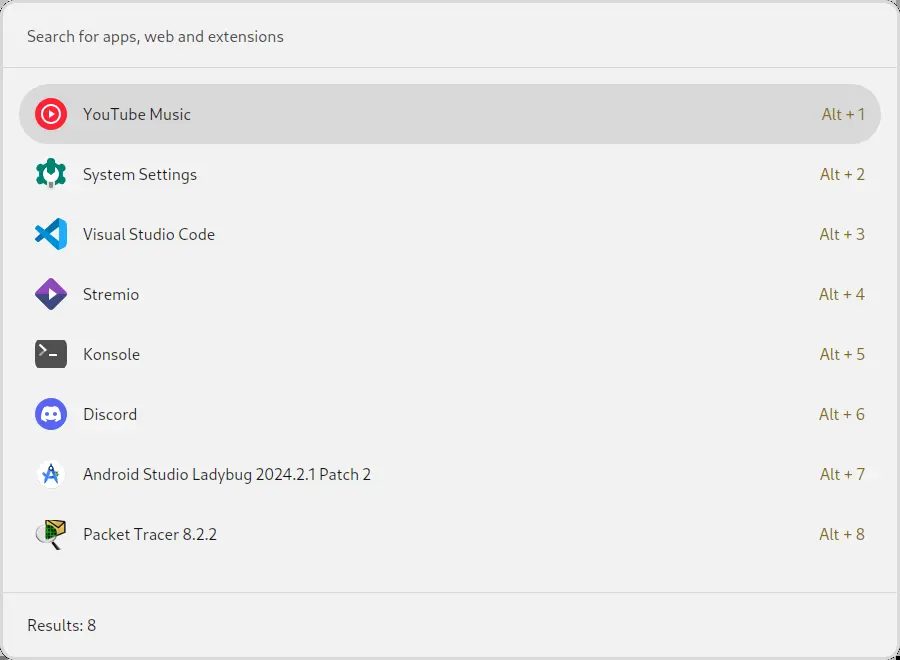 Search for apps, web and extensions
YouTube Music Alt + 1
System Settings Alt + 2
Visual Studio Code Alt + 3
Stremio Alt + 4
Konsole Alt + 5
Discord Alt + 6
Android Studio Ladybug 2024.2.1 Patch 2 Alt + 7
Packet Tracer 8.2.2 Alt + 8
Results: 8